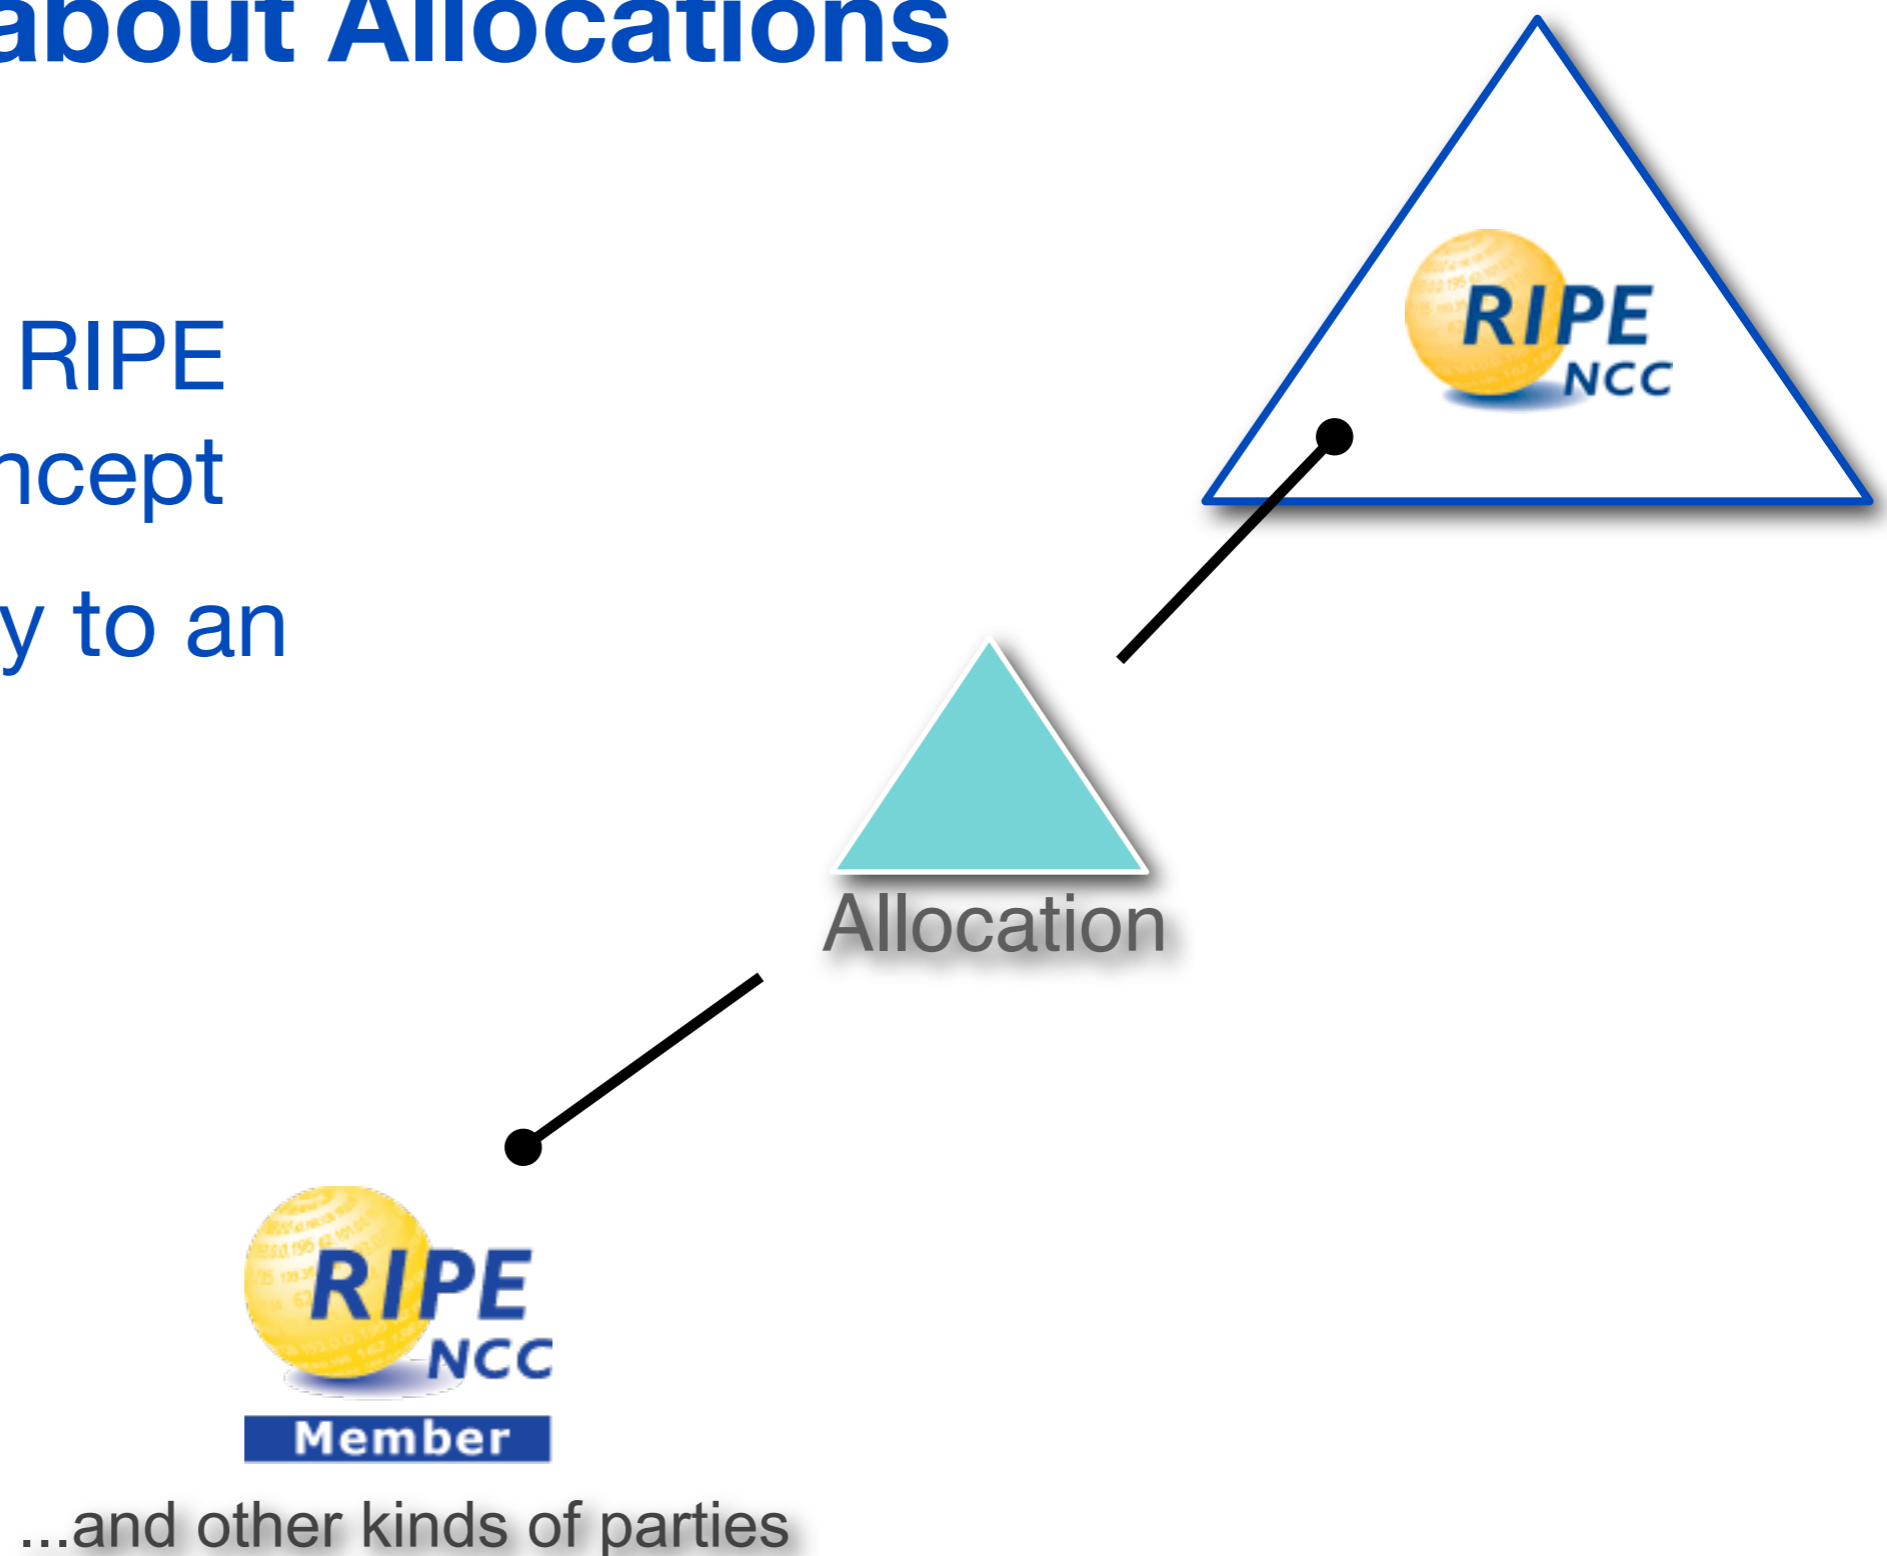 about Allocations
RIPE
ncept
y to an
RIPE
NCC
Allocation
RIPE
NCC
Member
...and other kinds of parties